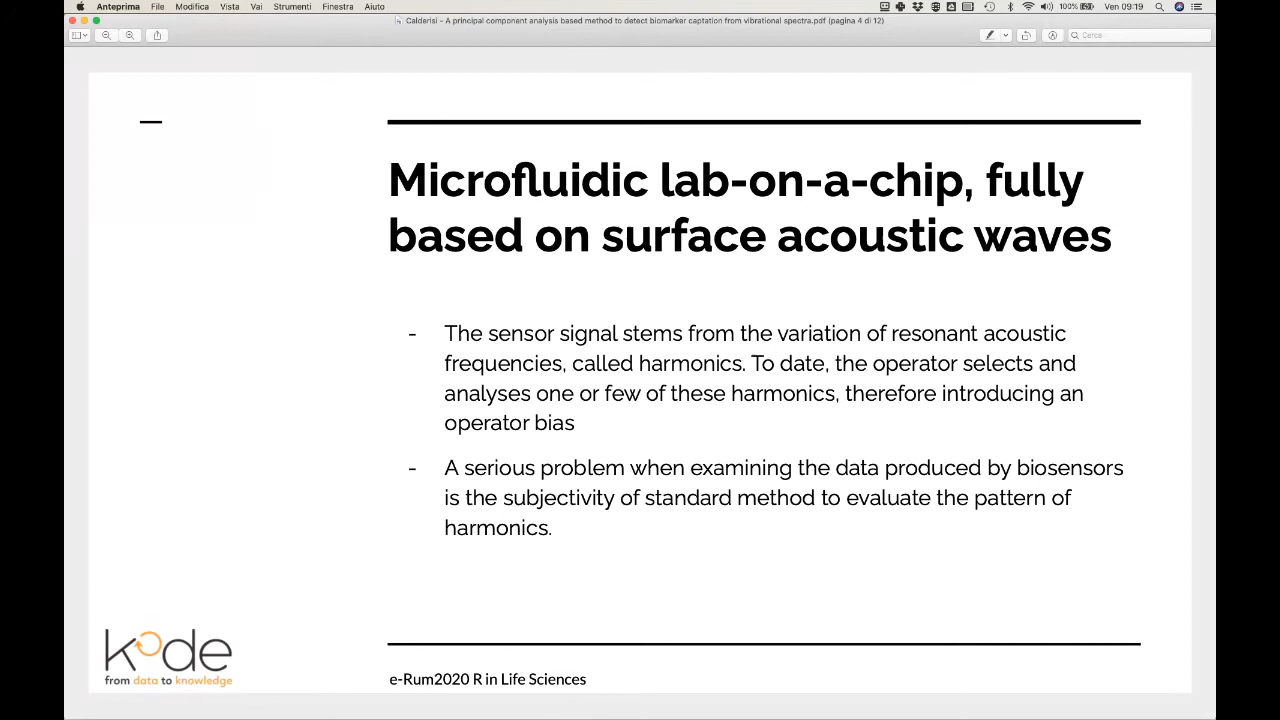 Anteprima File Modifica Vista Vai Strumenti Finestra Aiuto 100% Ven 09:19
Calderisi - A principal component analysis based method to detect biomarker captation from vibrational spectra.pdf (pagina 4 di 12)
Cerca
Microfluidic lab-on-a-chip, fully
based on surface acoustic waves
- The sensor signal stems from the variation of resonant acoustic
frequencies, called harmonics. To date, the operator selects and
analyses one or few of these harmonics, therefore introducing an
operator bias
- A serious problem when examining the data produced by biosensors
is the subjectivity of standard method to evaluate the pattern of
harmonics.
kode
from data to knowledge
e-Rum2020 R in Life Sciences